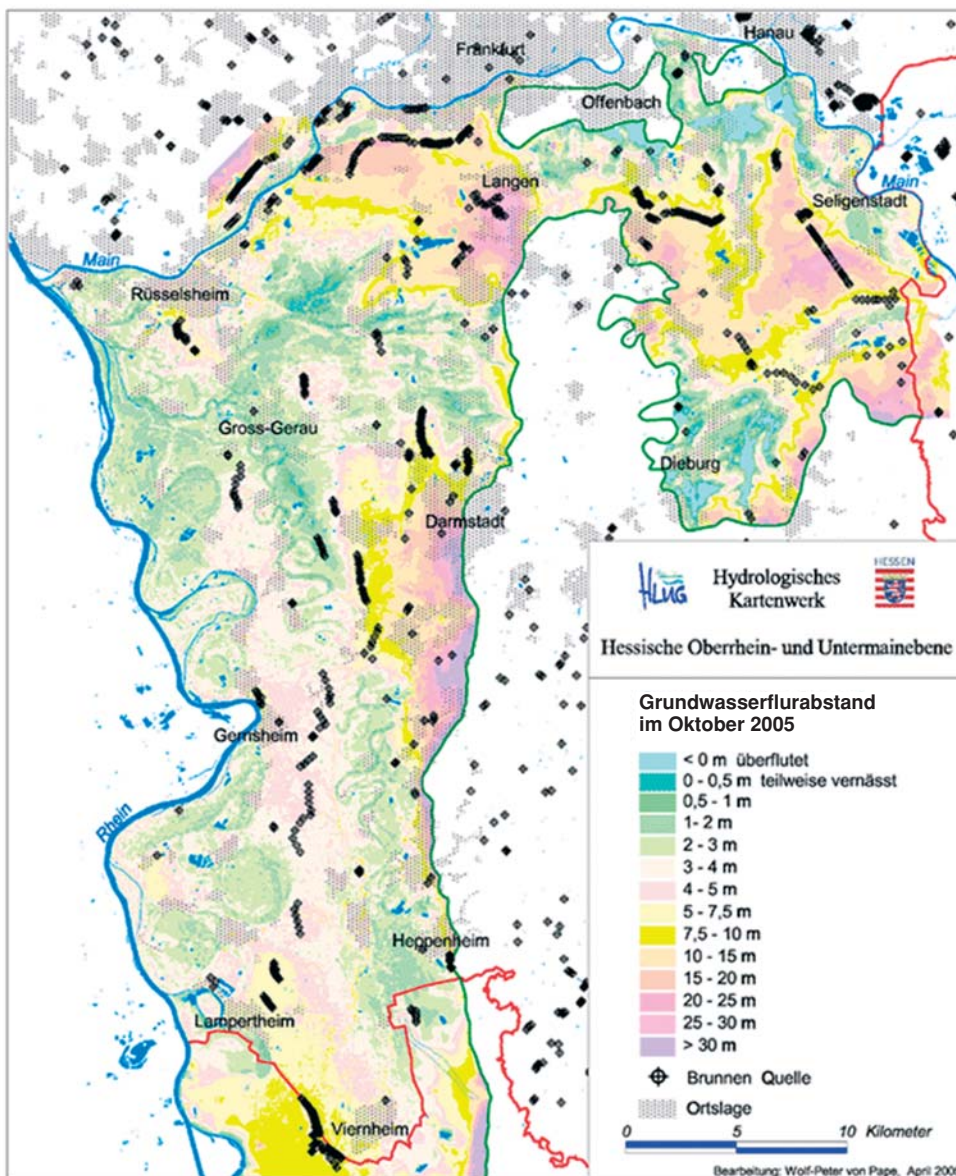 Frankfurt
Hanau
Offenbach
Langen
Main
Seligenstadt
Main
Rüsselsheim
Gross-Gerau
Dieburg
Darmstadt
Gernsheim
Rhein
Heppenheim
Lampertheim
Viernheim
HLUG
Hydrologisches
Kartenwerk
HESSEN
Hessische Oberrhein- und Untermainebene
Grundwasserflurabstand
im Oktober 2005
< 0 m überflutet
0 - 0,5 m teilweise vernässt
0,5 - 1 m
1 - 2 m
2 - 3 m
3 - 4 m
4 - 5 m
5 - 7,5 m
7,5 - 10 m
10 - 15 m
15 - 20 m
20 - 25 m
25 - 30 m
> 30 m
Brunnen Quelle
Ortslage
0 5 10 Kilometer
Bearbeitung: Wolf-Peter von Pape, April